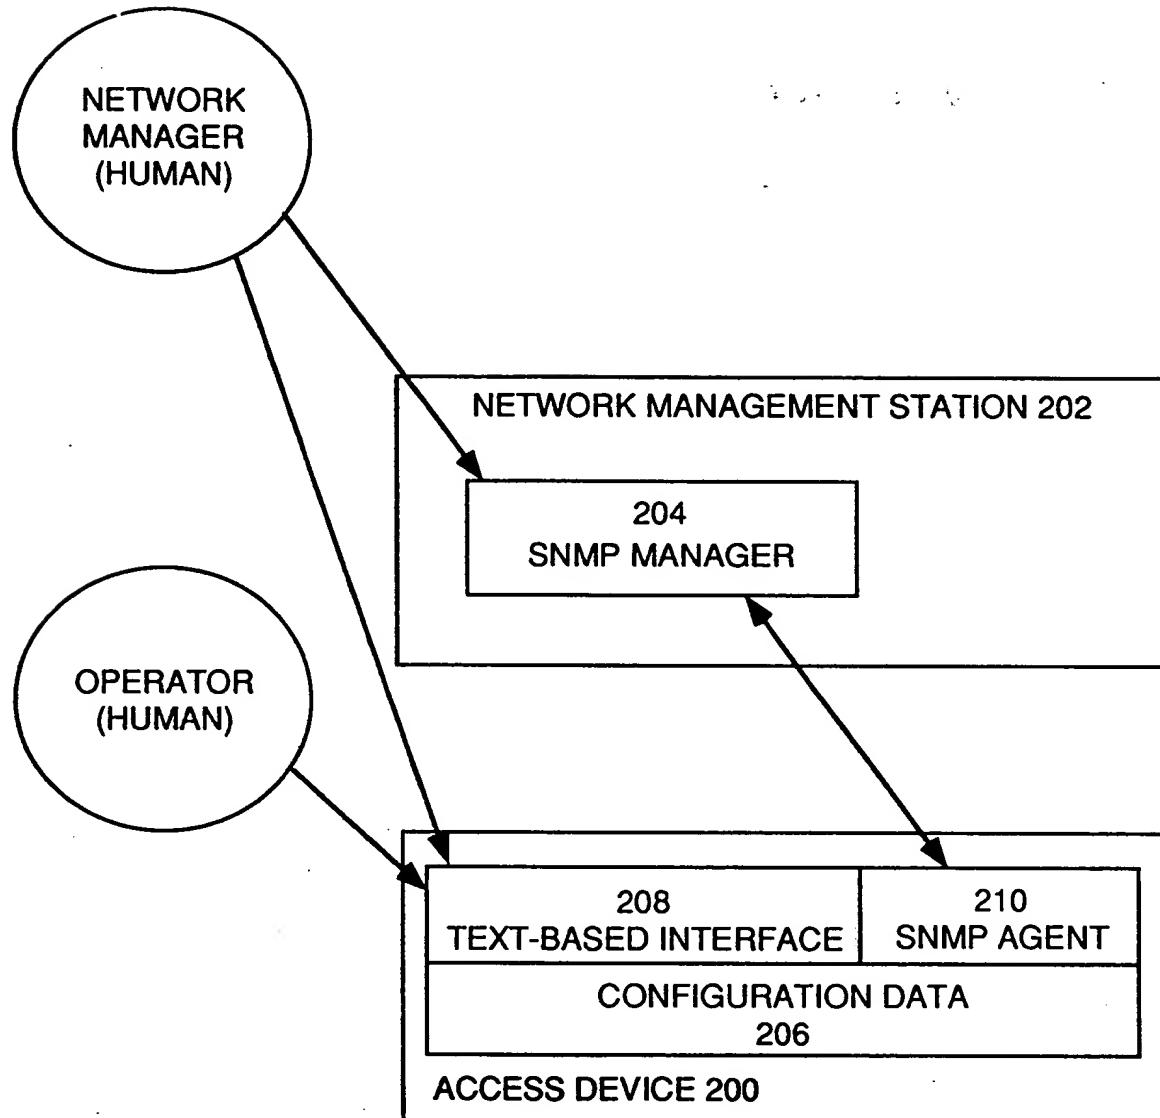 NETWORK
MANAGER
(HUMAN)
NETWORK MANAGEMENT STATION 202
204
SNMP MANAGER
OPERATOR
(HUMAN)
208
TEXT-BASED INTERFACE
210
SNMP AGENT
CONFIGURATION DATA
206
ACCESS DEVICE 200